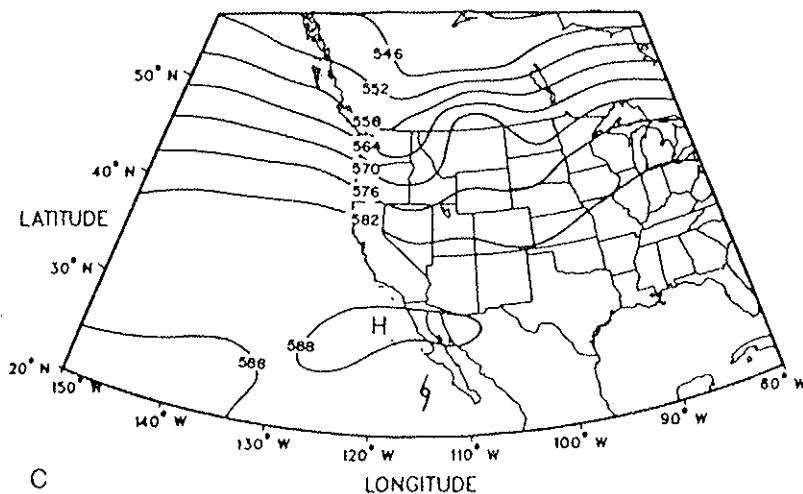 546
50° N
552
558
564
570
40° N
576
LATITUDE
582
30° N
H
588
588
20° N
150° W
80° W
140° W
90° W
130° W
100° W
120° W
110° W
C
LONGITUDE